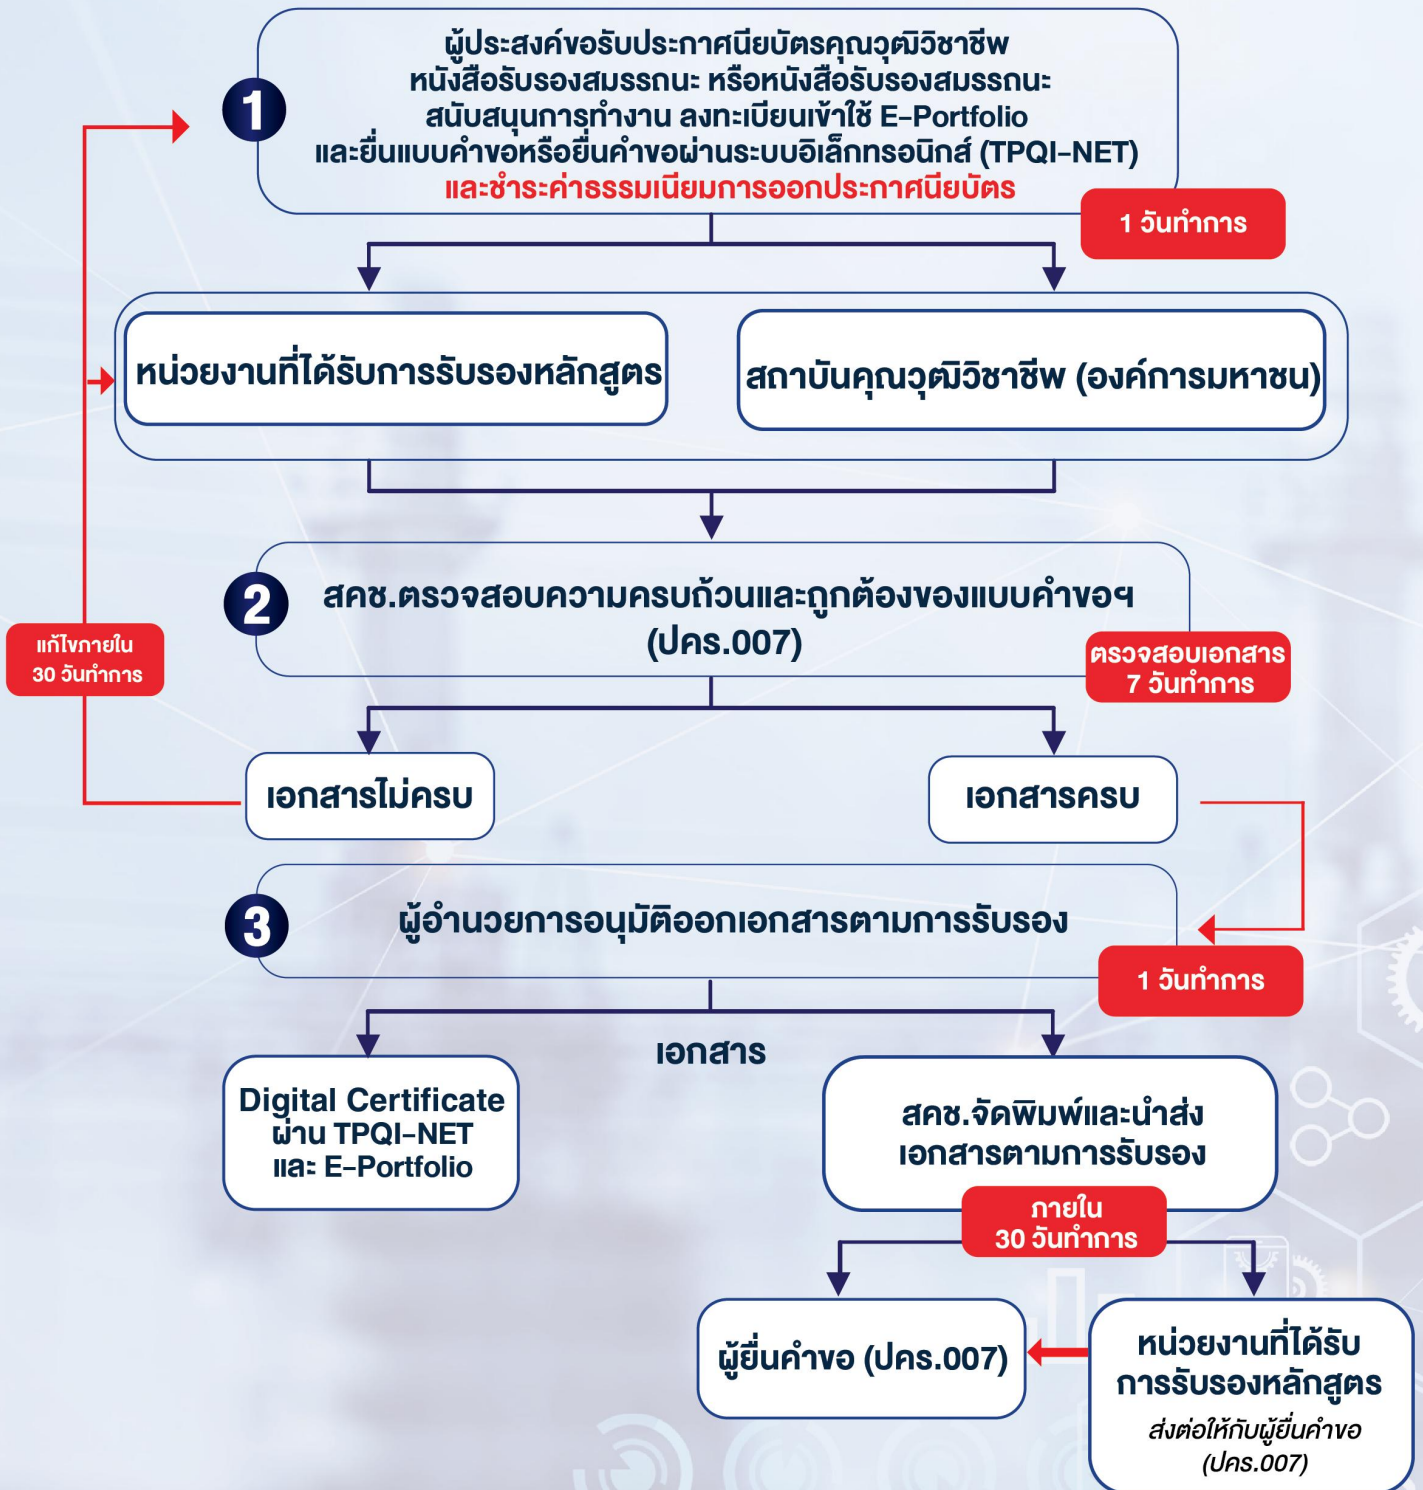 1
ผู้ประสงค์ขอรับประกาศนียบัตรคุณวุฒิวิชาชีพ
หนังสือรับรองสมรรถนะ หรือหนังสือรับรองสมรรถนะ
สนับสนุนการทำงาน ลงทะเบียนเข้าใช้ E-Portfolio
และยื่นแบบคำขอหรือยื่นคำขอผ่านระบบอิเล็กทรอนิกส์ (TPQI-NET)
และชำระค่าธรรมเนียมการออกประกาศนียบัตร
1 วันทำการ
หน่วยงานที่ได้รับการรับรองหลักสูตร
สถาบันคุณวุฒิวิชาชีพ (องค์การมหาชน)
2
สคช.ตรวจสอบความครบถ้วนและถูกต้องของแบบคำขอฯ
(ปคร.007)
ตรวจสอบเอกสาร
7 วันทำการ
แก้ไขภายใน
30 วันทำการ
เอกสารไม่ครบ
เอกสารครบ
3
ผู้อำนวยการอนุมัติออกเอกสารตามการรับรอง
1 วันทำการ
เอกสาร
Digital Certificate
ผ่าน TPQI-NET
และ E-Portfolio
สคช.จัดพิมพ์และนำส่ง
เอกสารตามการรับรอง
ภายใน
30 วันทำการ
ผู้ยื่นคำขอ (ปคร.007)
หน่วยงานที่ได้รับ
การรับรองหลักสูตร
ส่งต่อให้กับผู้ยื่นคำขอ
(ปคร.007)